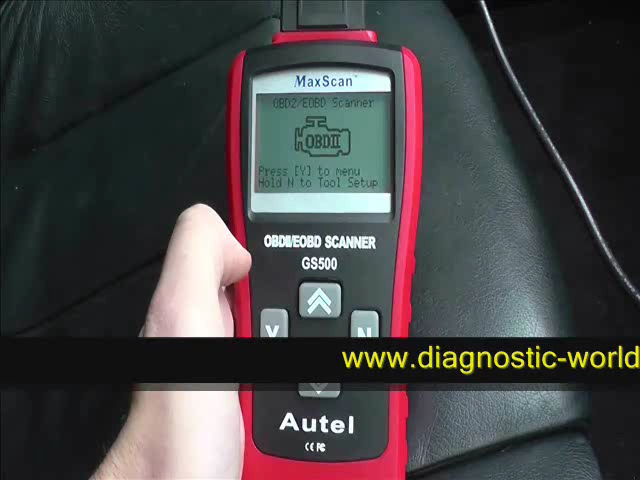 MaxScan™
OBD2/EOBD Scanner
OBDII
Press [Y] to menu
Hold N to Tool Setup
OBDII/EOBD SCANNER
GS500
Y N
www.diagnostic-world
Autel
CE FC